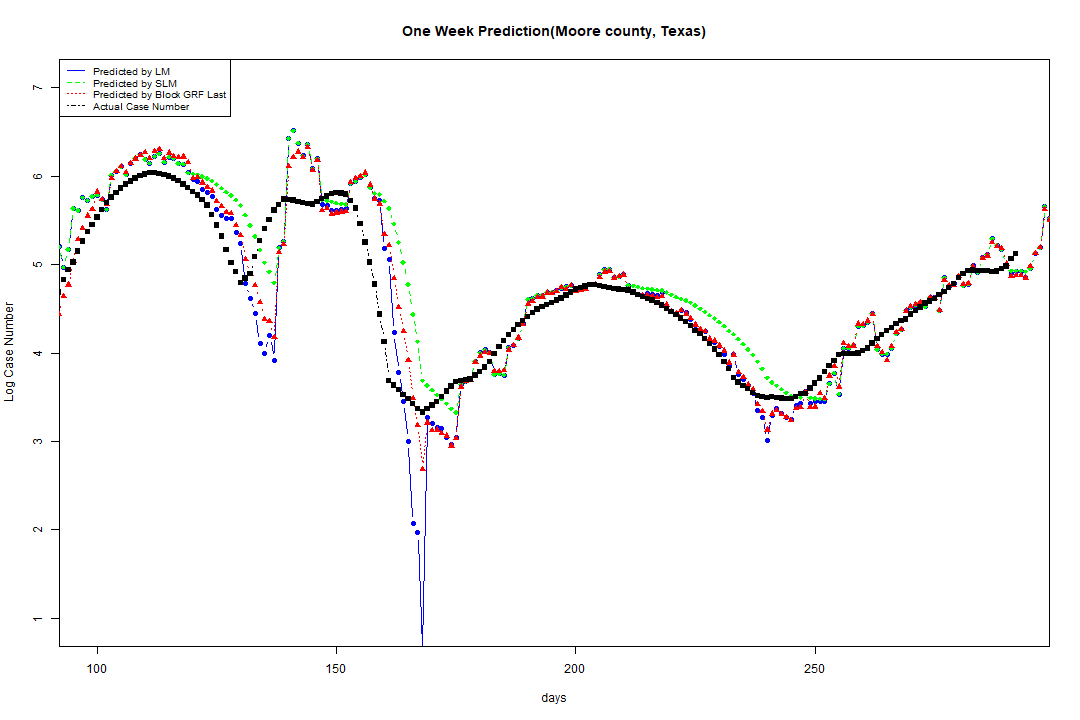 One Week Prediction(Moore county, Texas)
Predicted by LM
Predicted by SLM
Predicted by Block GRF Last
Actual Case Number
Log Case Number
7
6
5
4
3
2
1
100 150 200 250
days